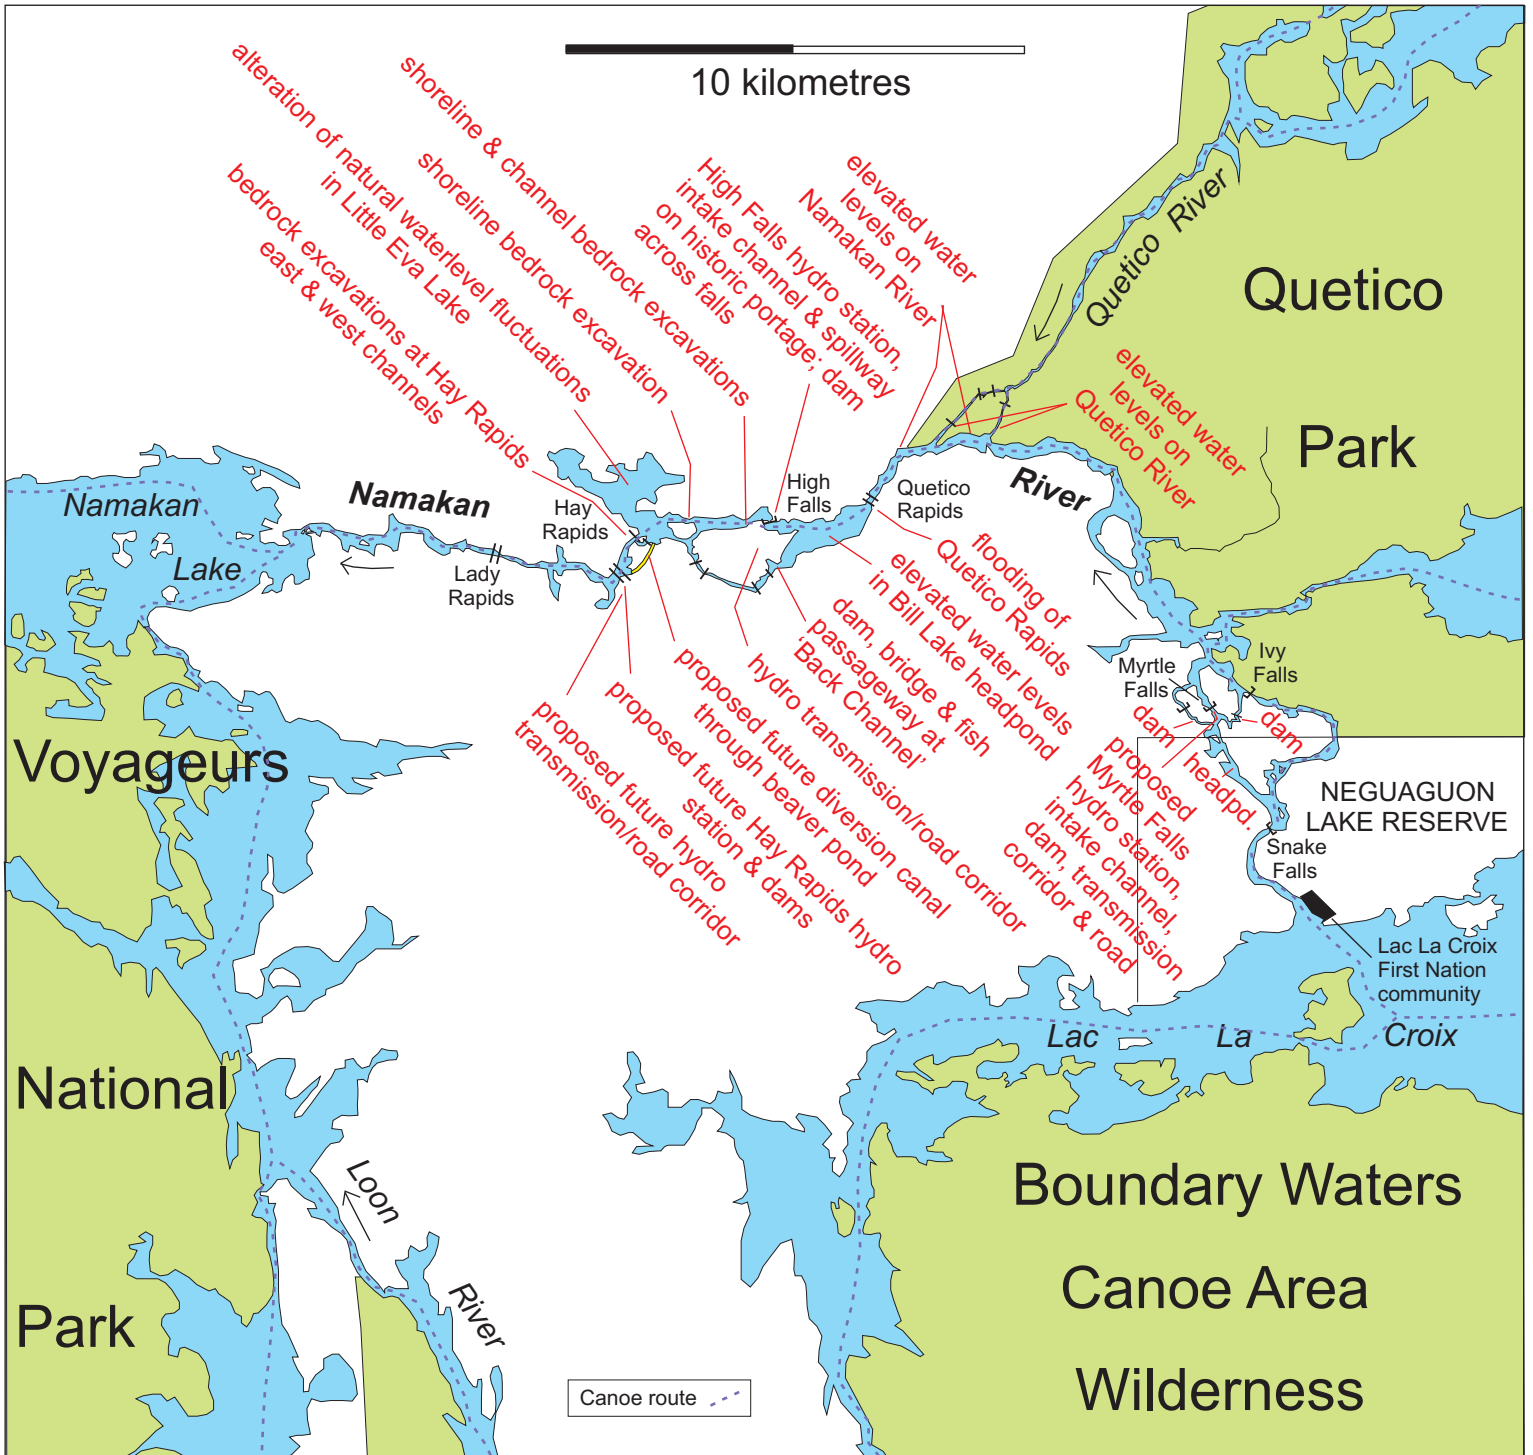 10 kilometres
alteration of natural waterlevel fluctuations
in Little Eva Lake
shoreline & channel bedrock excavations
shoreline bedrock excavation
bedrock excavations at Hay Rapids
east & west channels
High Falls hydro station,
intake channel & spillway
on historic portage; dam
across falls
elevated water
levels on
Namakan River
Quetico River
Quetico
Park
elevated water
levels on
Quetico River
Namakan
Lake
Namakan
River
Hay
Rapids
Lady
Rapids
High
Falls
Quetico
Rapids
flooding of
Quetico Rapids
elevated water levels
in Bill Lake headpond
dam, bridge & fish
passageway at
‘Back Channel’
hydro transmission/road corridor
proposed future diversion canal
through beaver pond
proposed future Hay Rapids hydro
station & dams
proposed future hydro
transmission/road corridor
Myrtle
Falls
Ivy
Falls
dam
dam
headpd.
proposed
Myrtle Falls
hydro station,
intake channel,
dam, transmission
corridor & road
NEGUAGUON
LAKE RESERVE
Snake
Falls
Lac La Croix
First Nation
community
Lac La Croix
Voyageurs
National
Park
Loon
River
Boundary Waters
Canoe Area
Wilderness
Canoe route